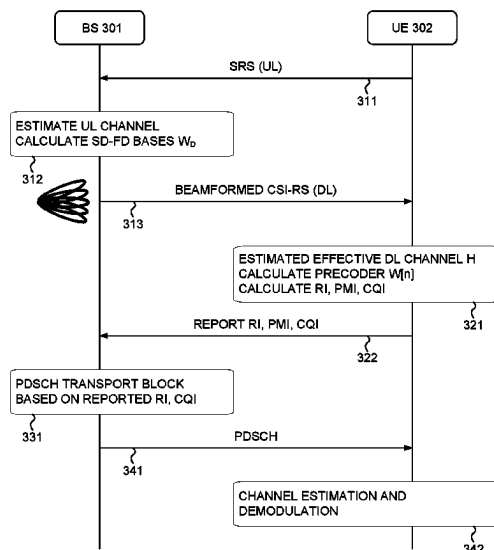 BS 301
UE 302
SRS (UL)
311
ESTIMATE UL CHANNEL
CALCULATE SD-FD BASES WD
312
BEAMFORMED CSI-RS (DL)
313
ESTIMATED EFFECTIVE DL CHANNEL H
CALCULATE PRECODER W[n]
CALCULATE RI, PMI, CQI
321
REPORT RI, PMI, CQI
322
PDSCH TRANSPORT BLOCK
BASED ON REPORTED RI, CQI
331
PDSCH
341
CHANNEL ESTIMATION AND
DEMODULATION
342